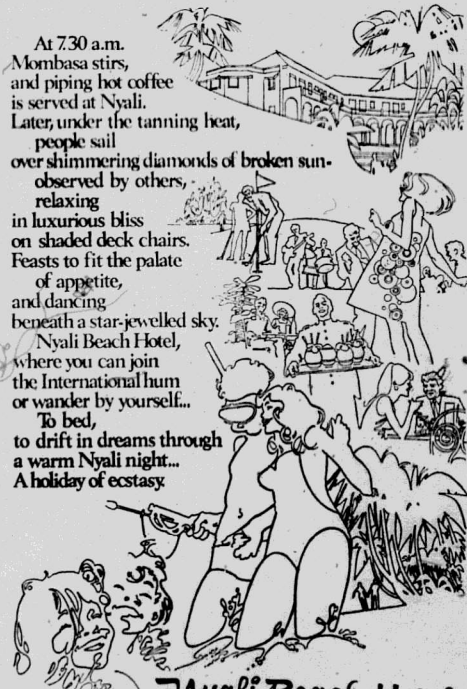 At 7.30 a.m.
Mombasa stirs,
and piping hot coffee
is served at Nyali.
Later, under the tanning heat,
people sail
over shimmering diamonds of broken sun-
observed by others,
relaxing
in luxurious bliss
on shaded deck chairs.
Feasts to fit the palate
of appetite,
and dancing
beneath a star-jewelled sky.
Nyali Beach Hotel,
where you can join
the International hum
or wander by yourself...
To bed,
to drift in dreams through
a warm Nyali night...
A holiday of ecstasy.
Nyali Beach